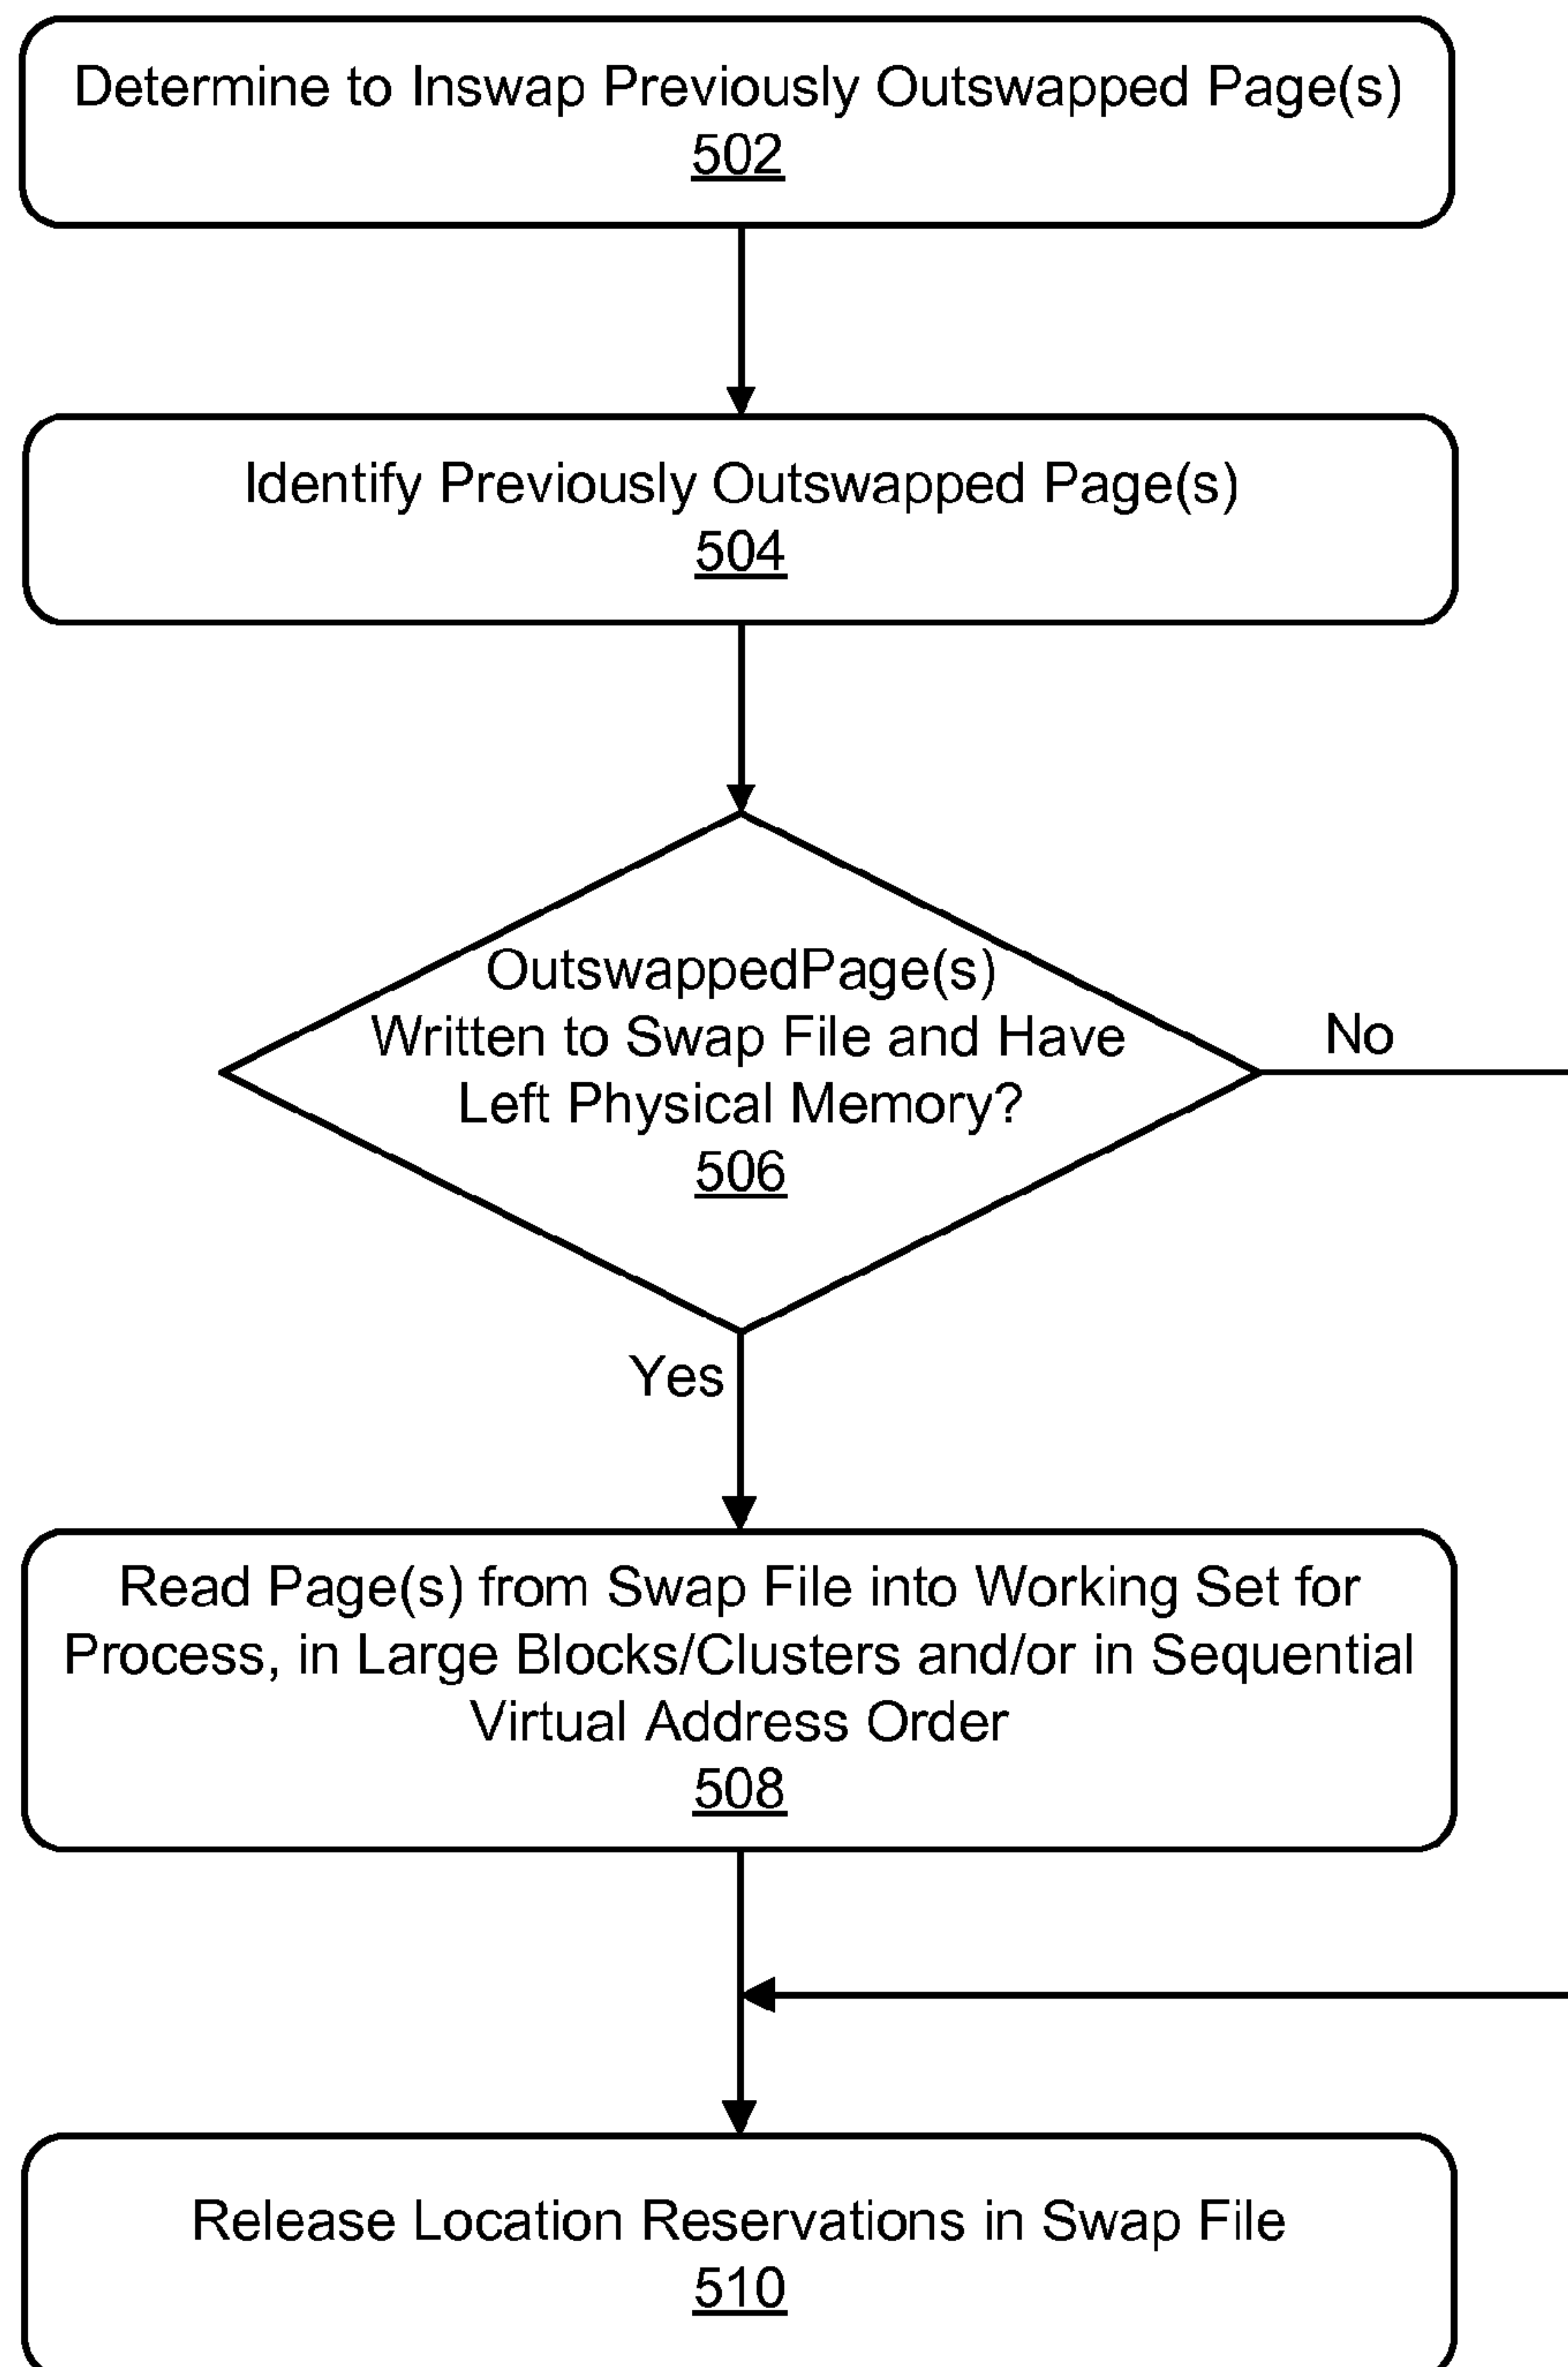 Determine to Inswap Previously Outswapped Page(s)
502
Identify Previously Outswapped Page(s)
504
OutswappedPage(s)
Written to Swap File and Have
Left Physical Memory?
506
No
Yes
Read Page(s) from Swap File into Working Set for
Process, in Large Blocks/Clusters and/or in Sequential
Virtual Address Order
508
Release Location Reservations in Swap File
510